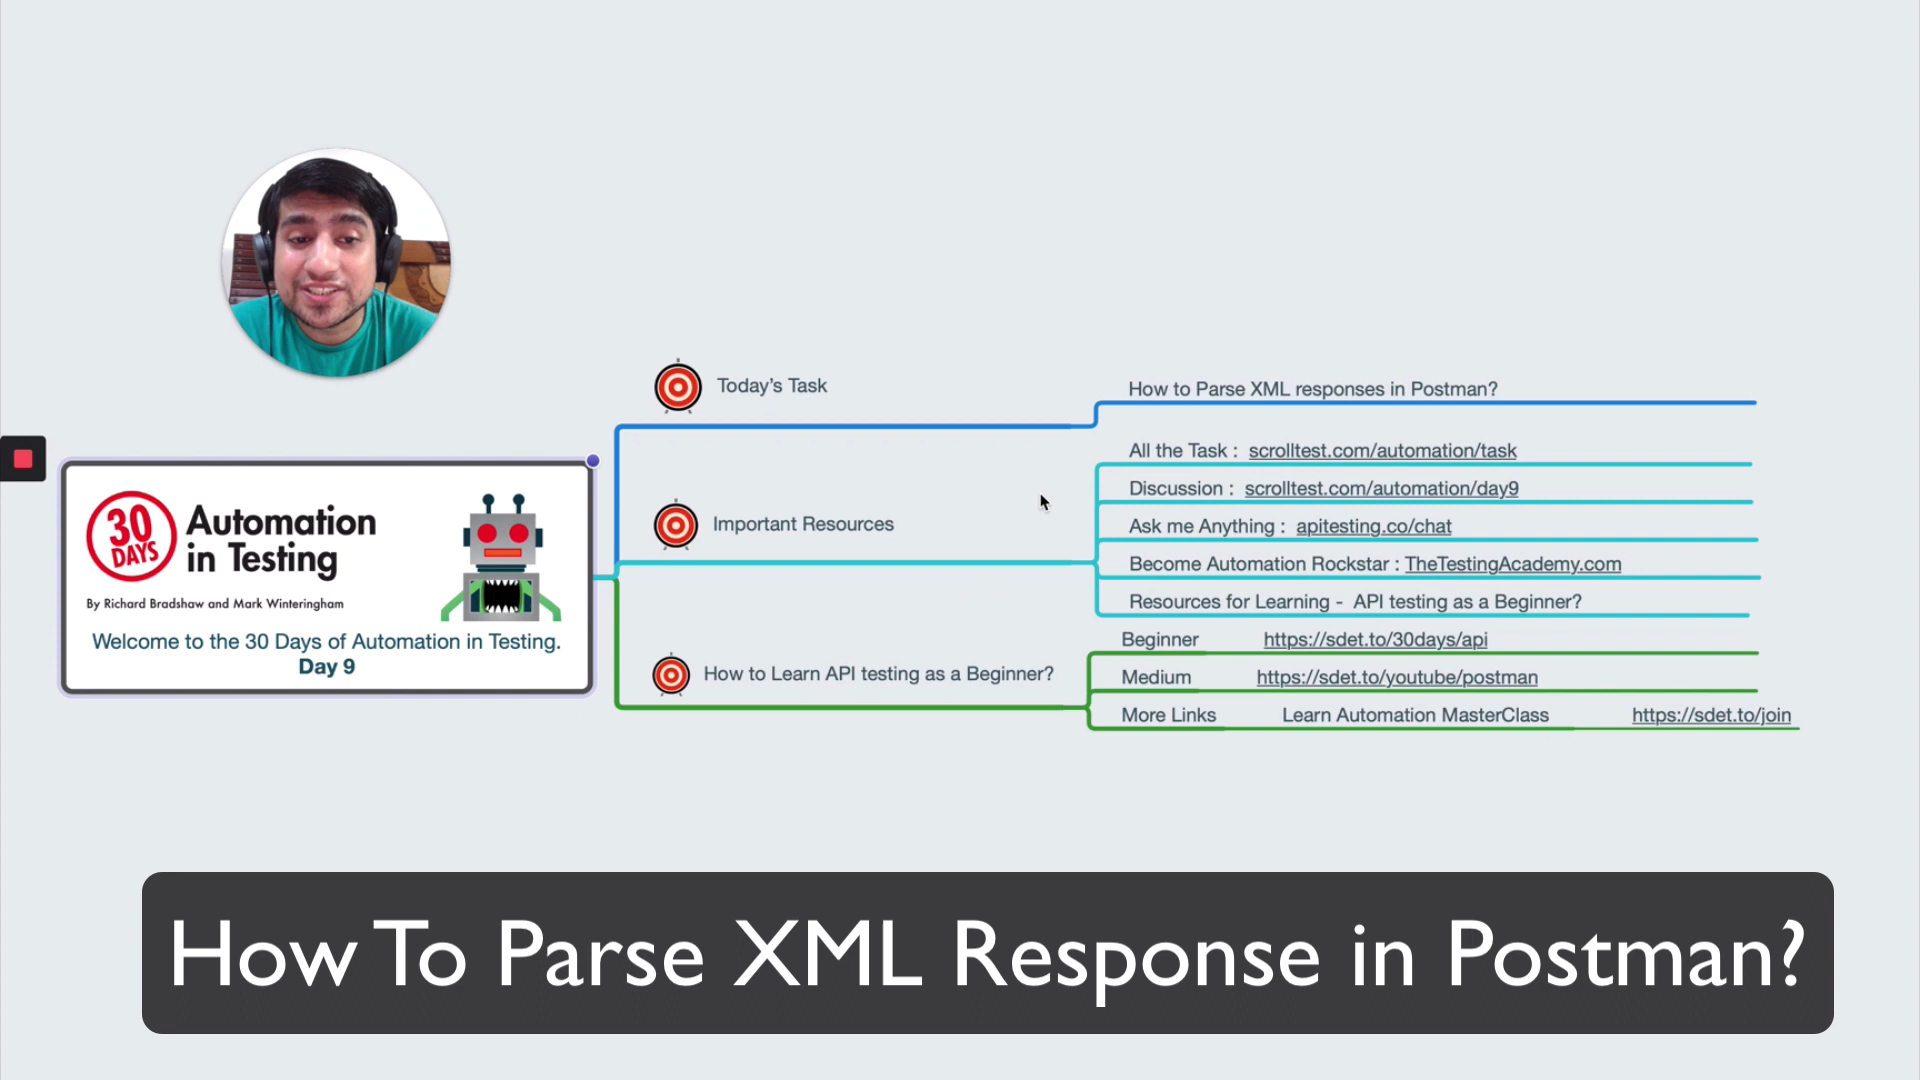 Today's Task
How to Parse XML responses in Postman?
All the Task : scrolltest.com/automation/task
Discussion : scrolltest.com/automation/day9
Important Resources
Ask me Anything : apitesting.co/chat
Become Automation Rockstar : TheTestingAcademy.com
Resources for Learning - API testing as a Beginner?
How to Learn API testing as a Beginner?
Beginner https://sdet.to/30days/api
Medium https://sdet.to/youtube/postman
More Links Learn Automation MasterClass https://sdet.to/join
30
DAYS
Automation
in Testing
By Richard Bradshaw and Mark Winteringham
Welcome to the 30 Days of Automation in Testing.
Day 9
How To Parse XML Response in Postman?